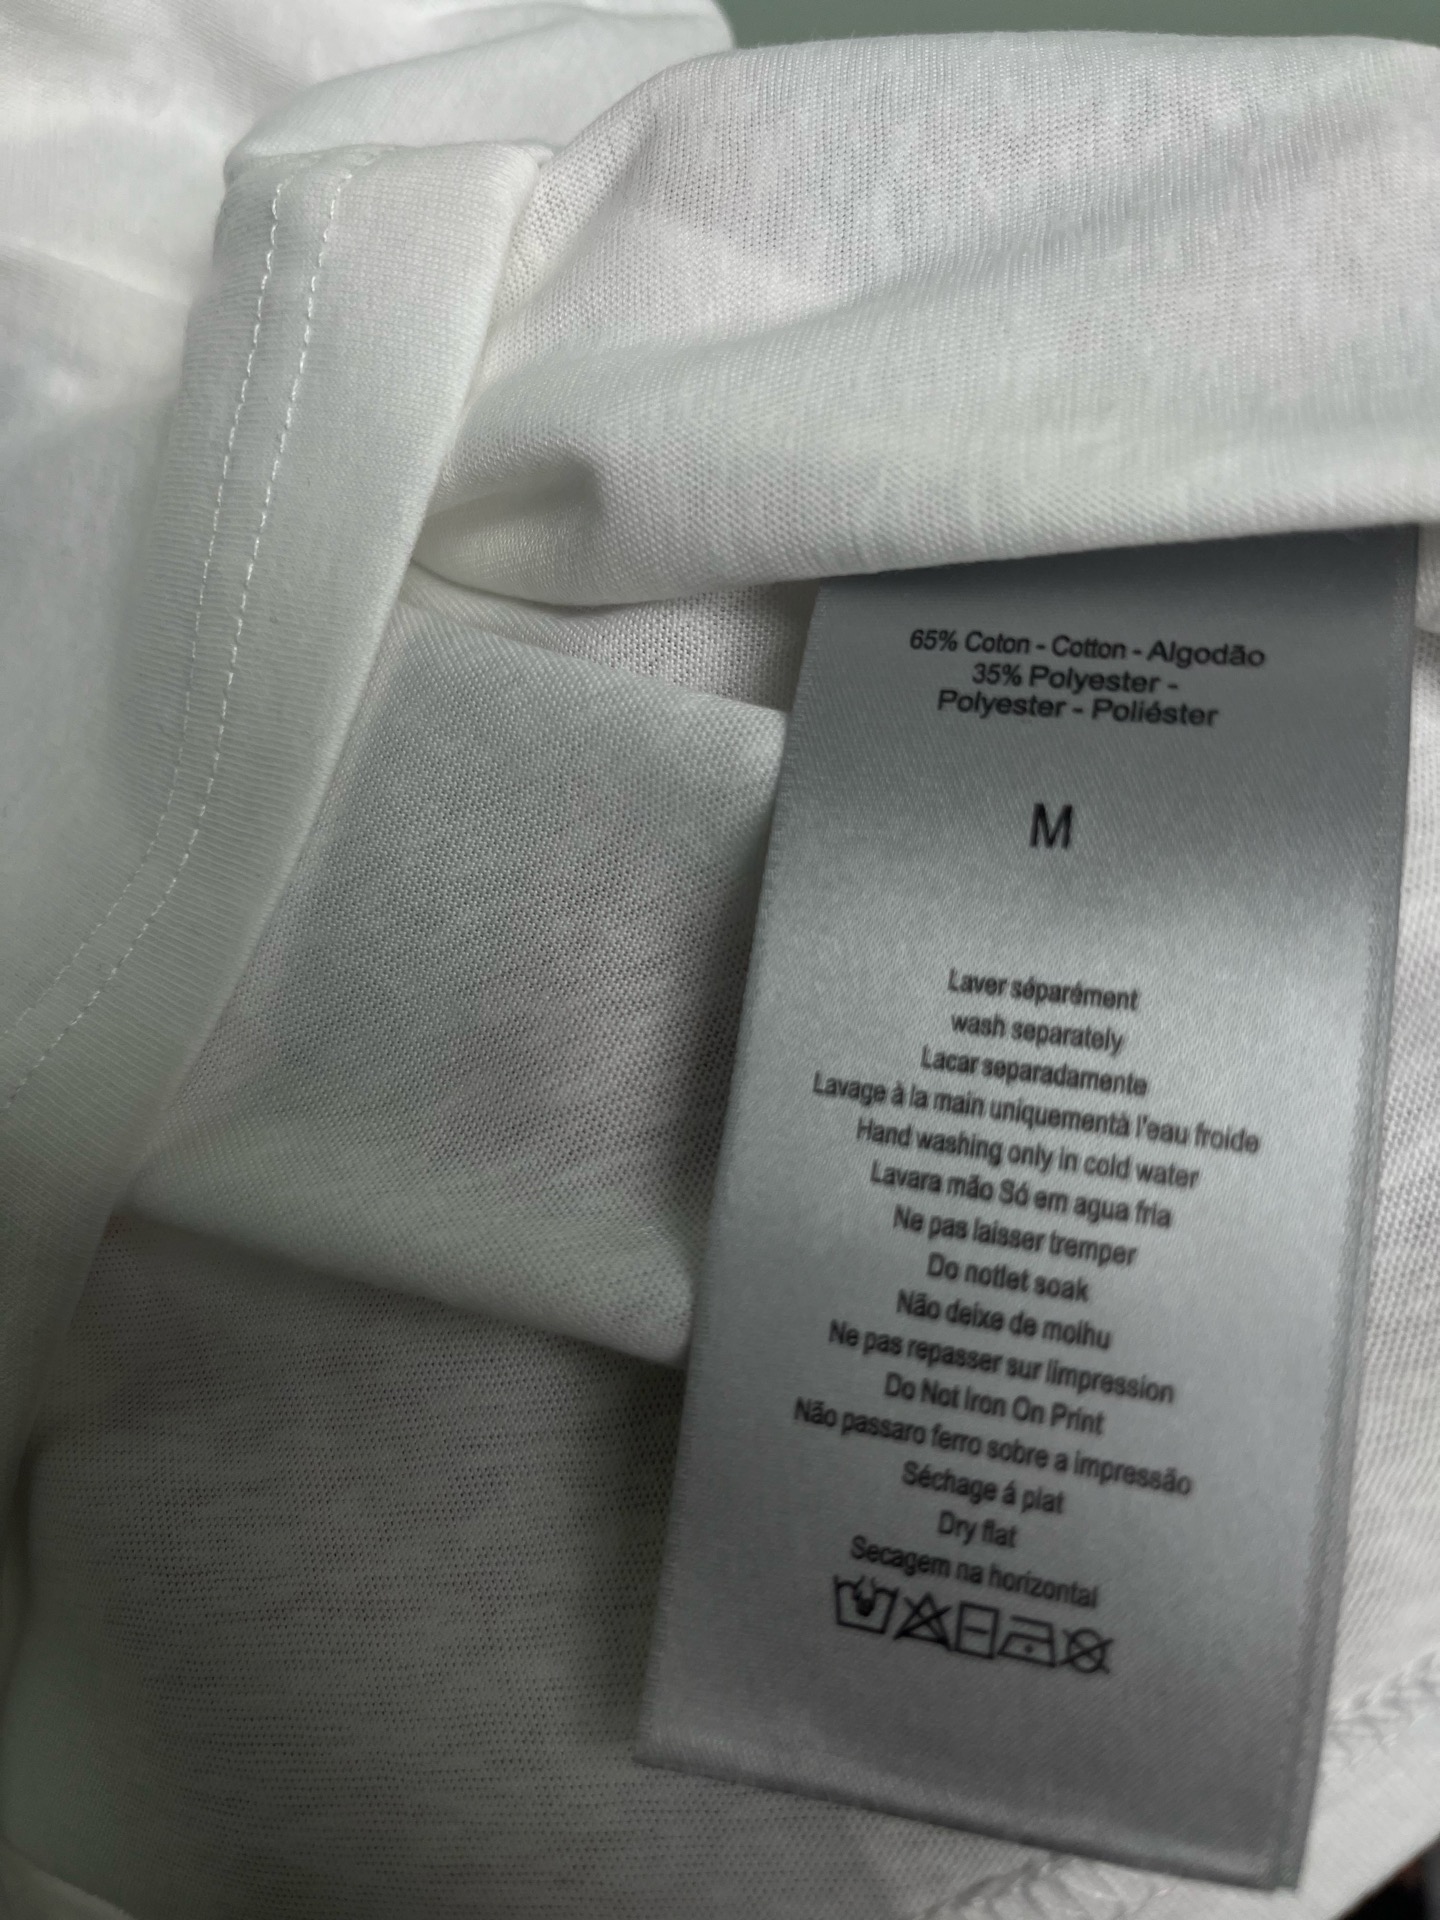 65% Coton - Cotton - Algodão
35% Polyester -
Polyester - Poliéster
M
Laver séparément
wash separately
Lacar separadamente
Lavage à la main uniquementà l'eau froide
Hand washing only in cold water
Lavara mão Só em agua fria
Ne pas laisser tremper
Do notlet soak
Não deixe de molhu
Ne pas repasser sur limpression
Do Not Iron On Print
Não passaro ferro sobre a impressão
Séchage á plat
Dry flat
Secagem na horizontal